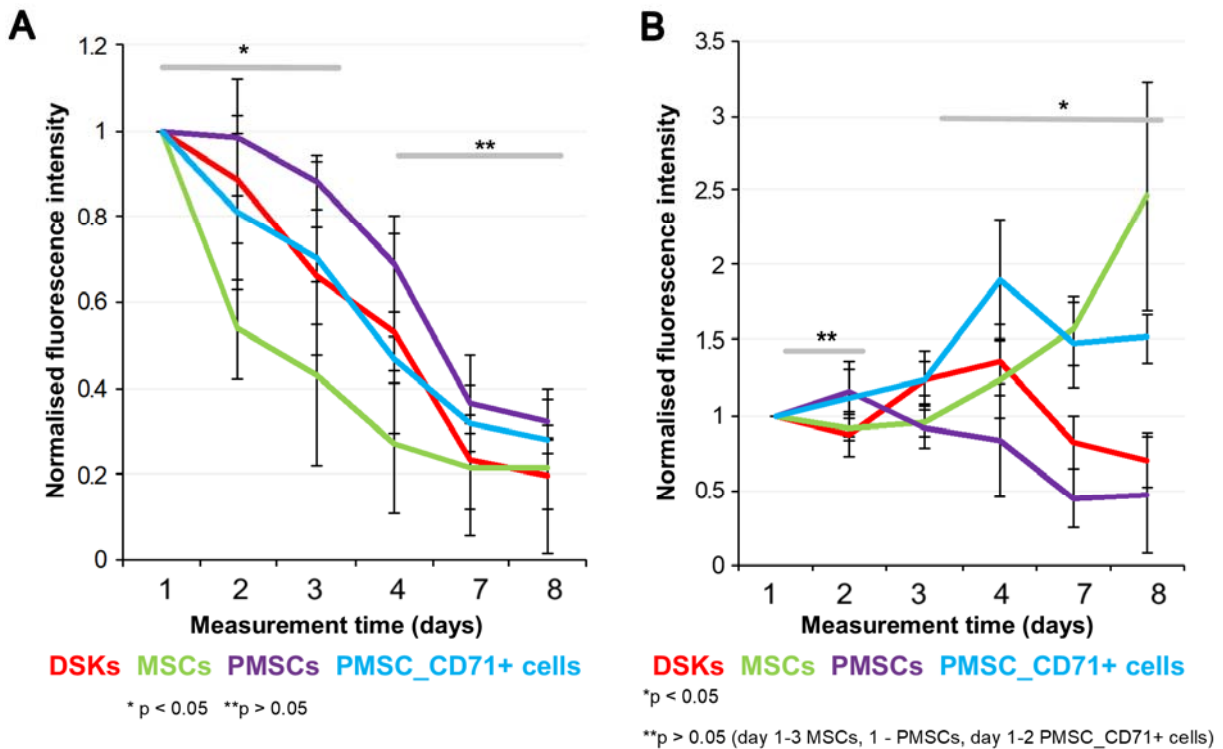 A
Normalised fluorescence intensity
1.2
1
0.8
0.6
0.4
0.2
0
*
**
1 2 3 4 7 8
Measurement time (days)
DSKs MSCs PMSCs PMSC_CD71+ cells
* p < 0.05 **p > 0.05
B
Normalised fluorescence intensity
3.5
3
2.5
2
1.5
1
0.5
0
*
**
1 2 3 4 7 8
Measurement time (days)
DSKs MSCs PMSCs PMSC_CD71+ cells
*p < 0.05
**p > 0.05 (day 1-3 MSCs, 1 - PMSCs, day 1-2 PMSC_CD71+ cells)